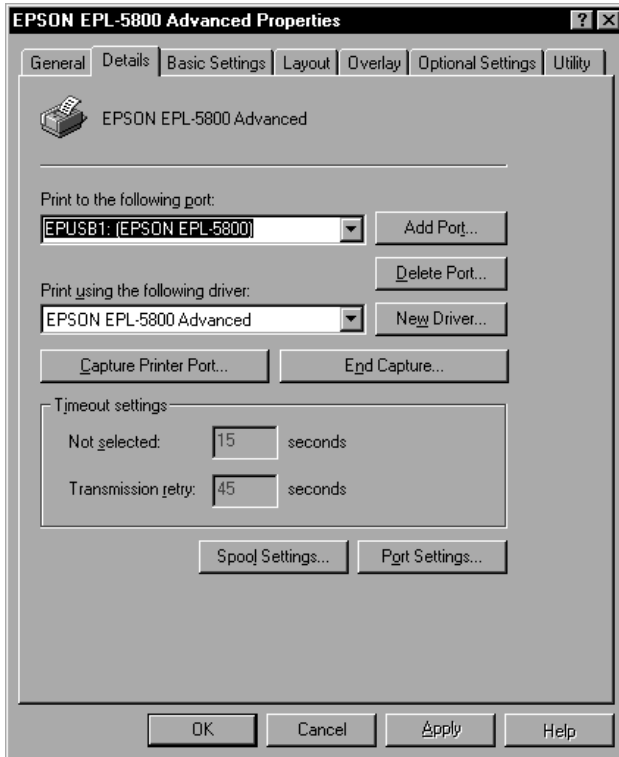 EPSON EPL-5800 Advanced Properties
General Details Basic Settings Layout Overlay Optional Settings Utility
EPSON EPL-5800 Advanced
Print to the following port:
EPUSB1: (EPSON EPL-5800) Add Port...
Delete Port...
Print using the following driver:
EPSON EPL-5800 Advanced New Driver...
Capture Printer Port... End Capture...
Timeout settings
Not selected: 15 seconds
Transmission retry: 45 seconds
Spool Settings... Port Settings...
OK Cancel Apply Help